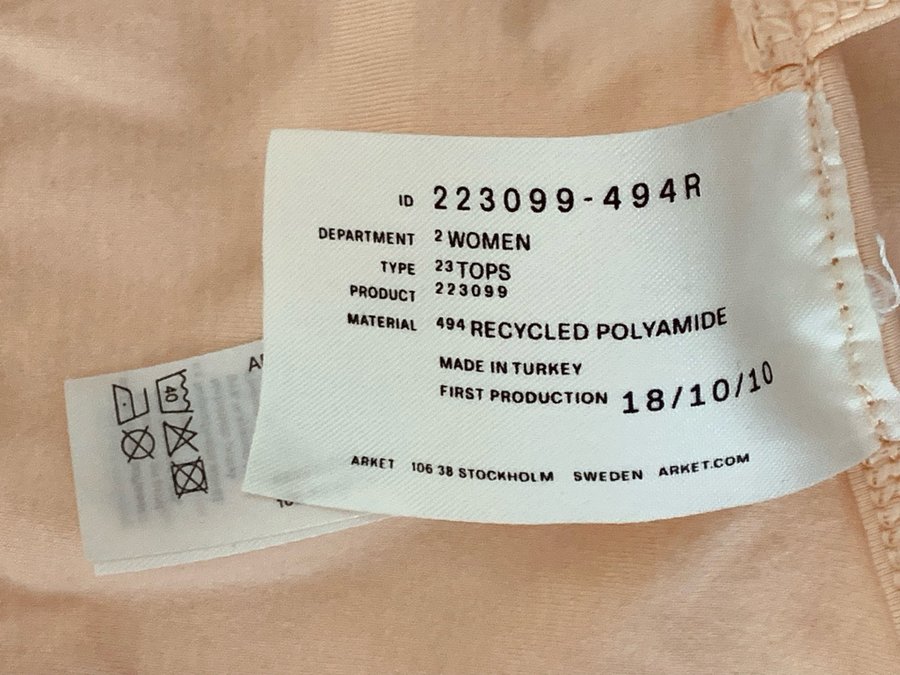 ID 223099-494R
DEPARTMENT 2 WOMEN
TYPE 23 TOPS
PRODUCT 223099
MATERIAL 494 RECYCLED POLYAMIDE
MADE IN TURKEY
FIRST PRODUCTION 18/10/10
ARKET 106 38 STOCKHOLM SWEDEN ARKET.COM
40